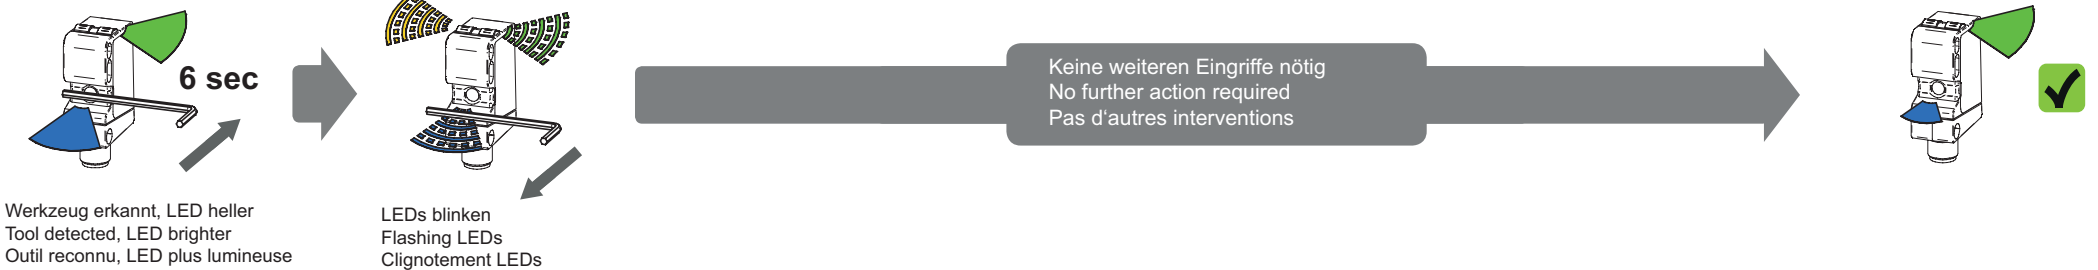 6 sec
Werkzeug erkannt, LED heller
Tool detected, LED brighter
Outil reconnu, LED plus lumineuse
LEDs blinken
Flashing LEDs
Clignotement LEDs
Keine weiteren Eingriffe nötig
No further action required
Pas d‘autres interventions